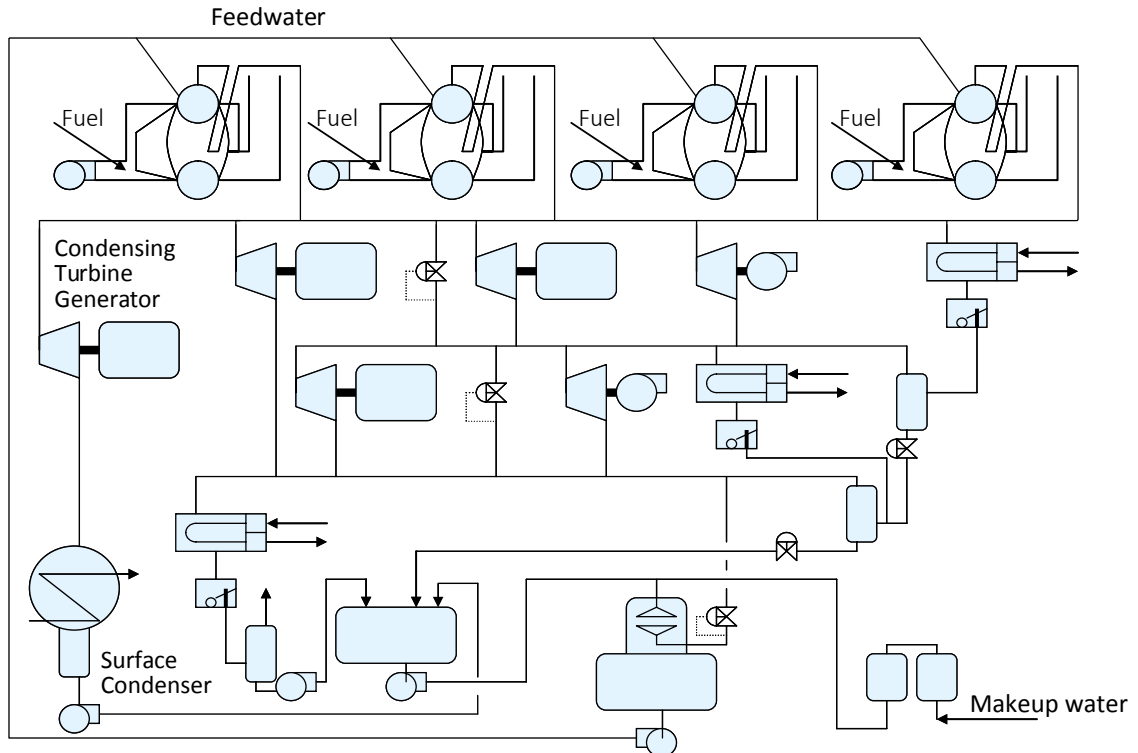 Feedwater
Fuel
Fuel
Fuel
Fuel
Condensing
Turbine
Generator
Surface
Condenser
Makeup water